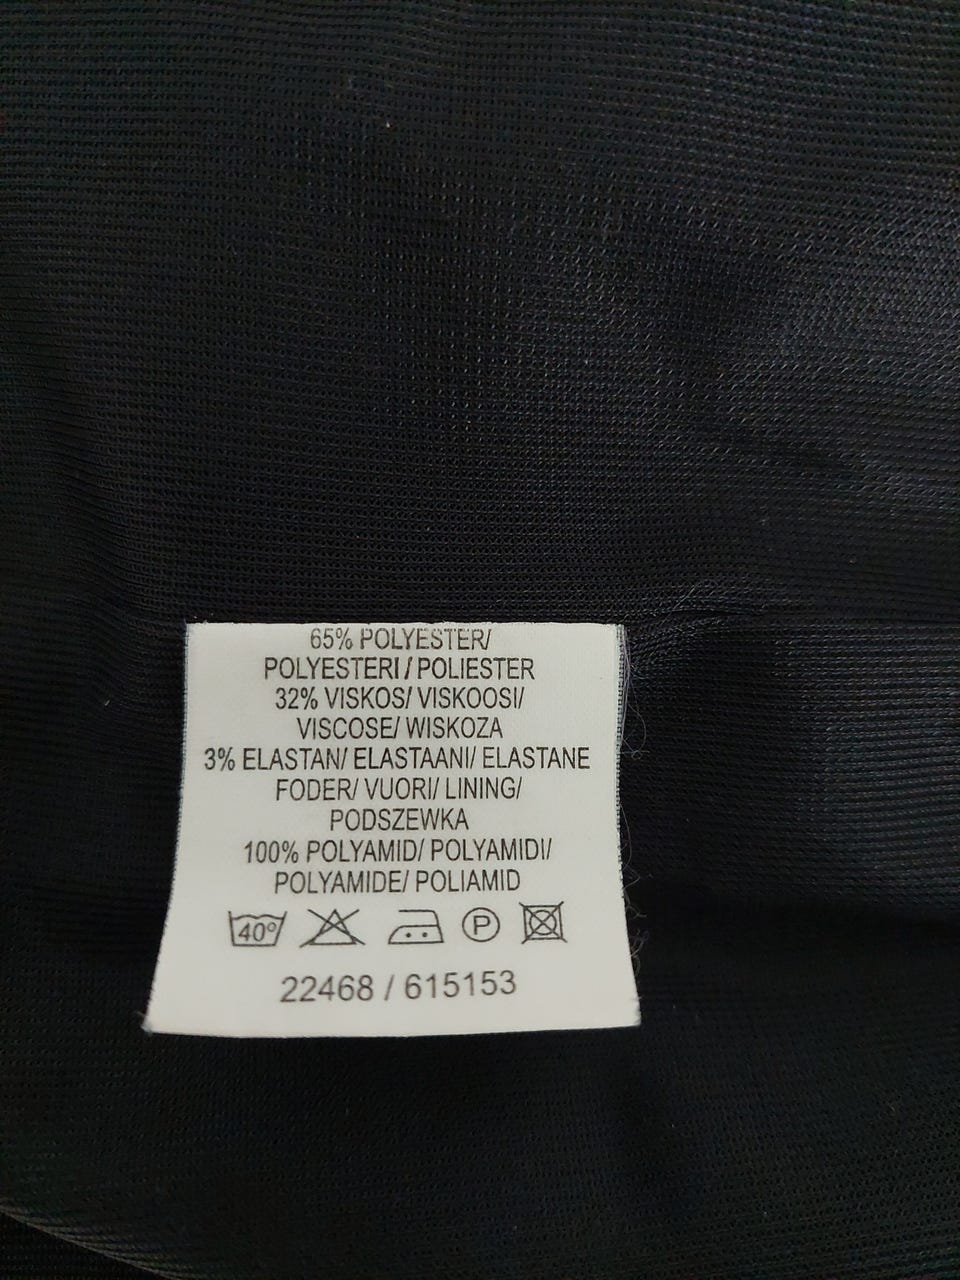 65% POLYESTER/
POLYESTERI / POLIESTER
32% VISKOS/ VISKOOSI/
VISCOSE/ WISKOZA
3% ELASTAN/ ELASTAANI/ ELASTANE
FODER/ VUORI/ LINING/
PODSZEWKA
100% POLYAMID/ POLYAMIDI/
POLYAMIDE/ POLIAMID
40° P
22468 / 615153